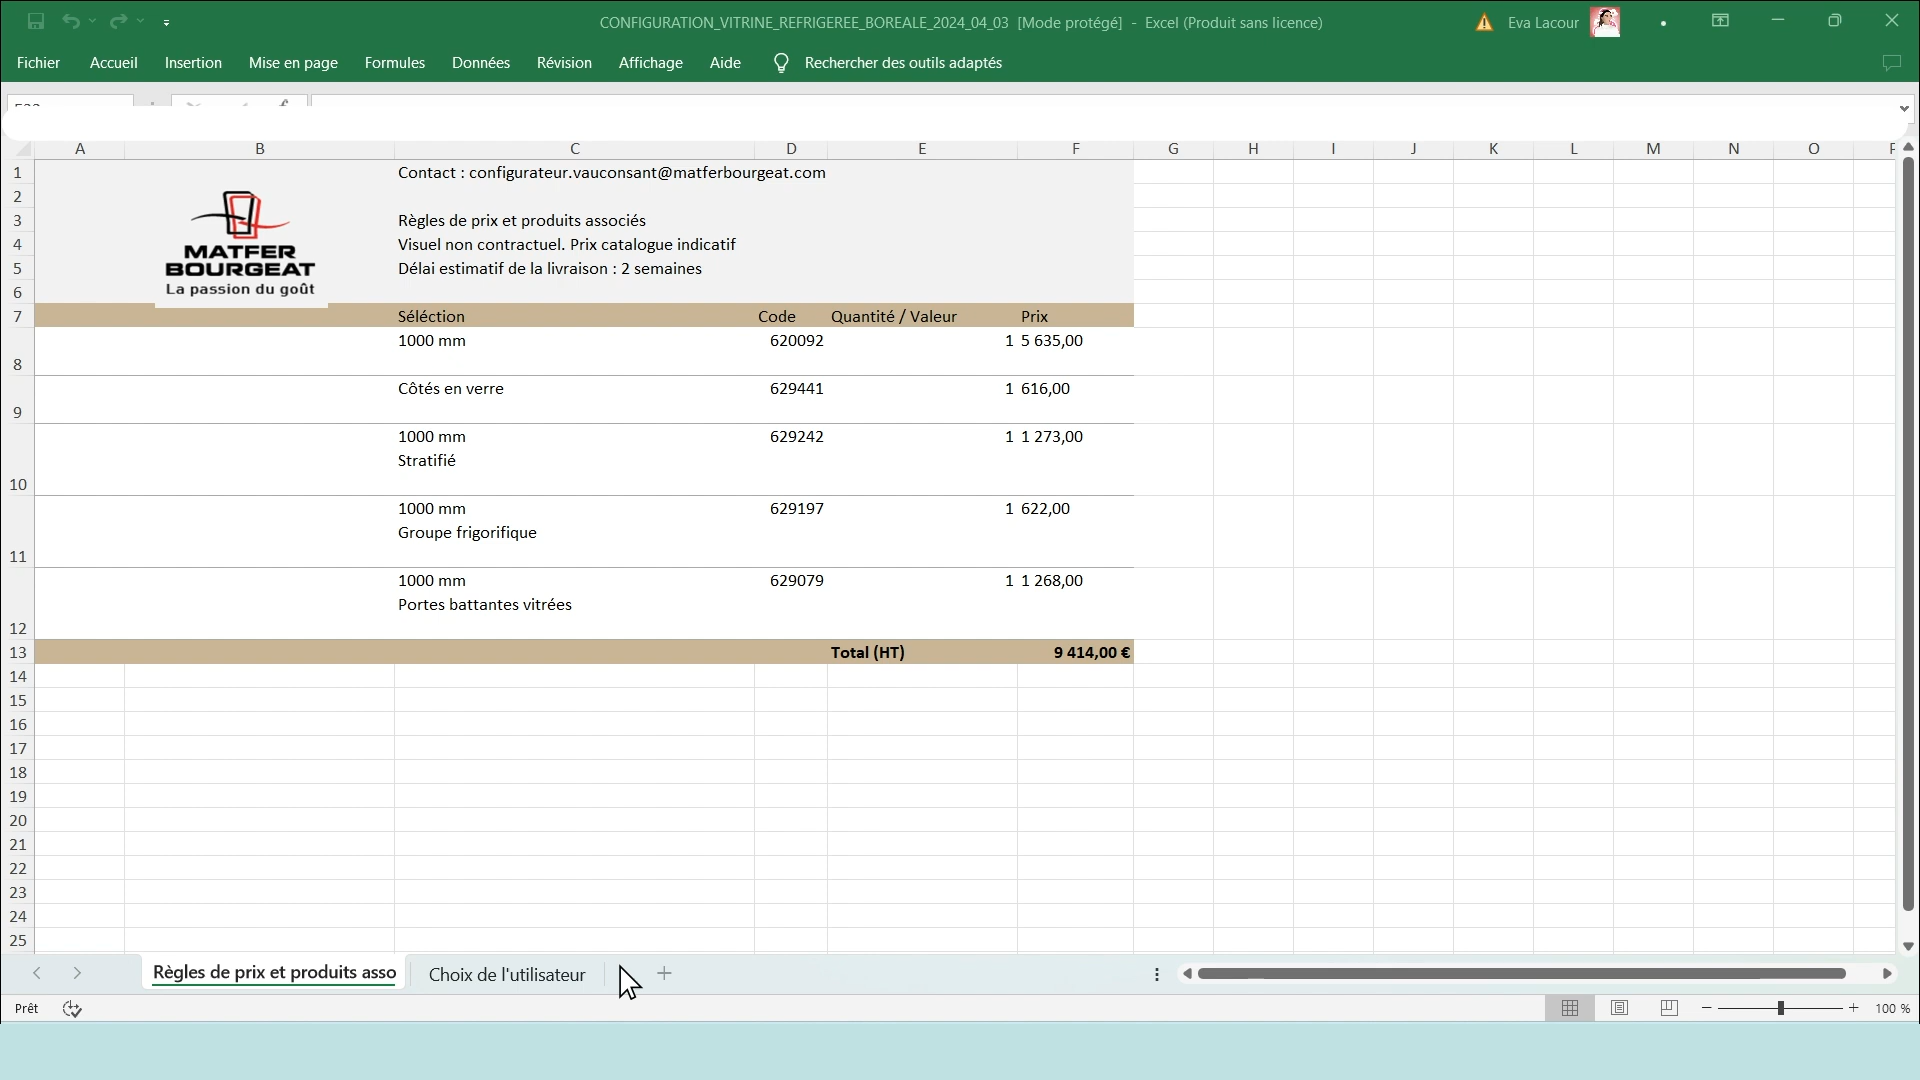 CONFIGURATION_VITRINE_REFRIGEREE_BOREALE_2024_04_03 [Mode protégé] - Excel (Produit sans licence)
Eva Lacour
Fichier Accueil Insertion Mise en page Formules Données Révision Affichage Aide Rechercher des outils adaptés
A B C D E F G H I J K L M N O
1 Contact : configurateur.vauconsant@matferbourgeat.com
2
3 Règles de prix et produits associés
4 Visuel non contractuel. Prix catalogue indicatif
5 Délai estimatif de la livraison : 2 semaines
6
MATFER
BOURGEAT
La passion du goût
7 Séléction Code Quantité / Valeur Prix
1000 mm 620092 1 5 635,00
8
Côtés en verre 629441 1 616,00
9
1000 mm 629242 1 1 273,00
Stratifié
10
1000 mm 629197 1 622,00
Groupe frigorifique
11
1000 mm 629079 1 1 268,00
Portes battantes vitrées
12
13 Total (HT) 9 414,00 €
14
15
16
17
18
19
20
21
22
23
24
25
Règles de prix et produits asso Choix de l'utilisateur
Prêt 100 %